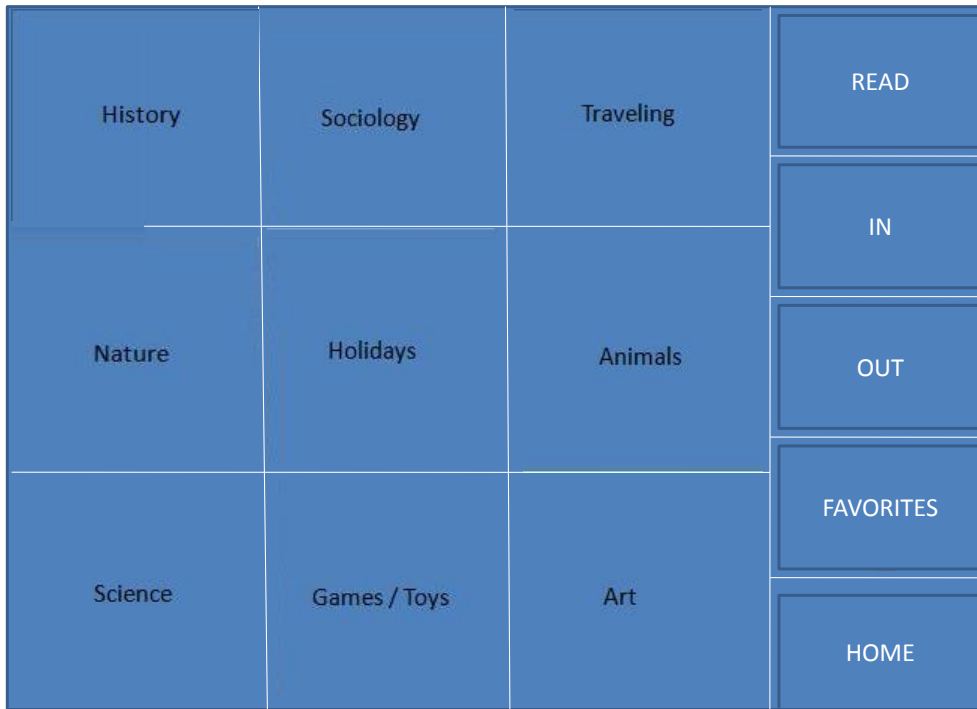 History
Sociology
Traveling
Nature
Holidays
Animals
Science
Games / Toys
Art
READ
IN
OUT
FAVORITES
HOME